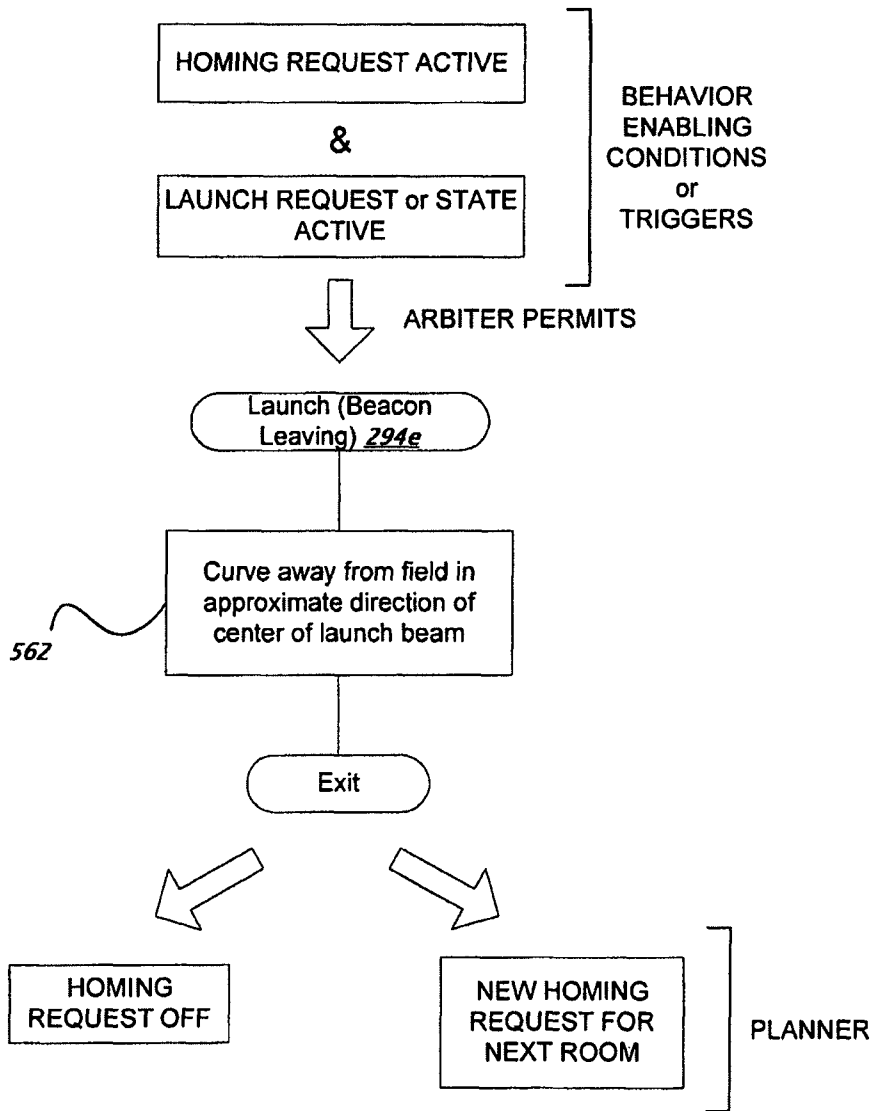 HOMING REQUEST ACTIVE
&
LAUNCH REQUEST or STATE
ACTIVE
BEHAVIOR
ENABLING
CONDITIONS
or
TRIGGERS
ARBITER PERMITS
Launch (Beacon
Leaving) 294e
Curve away from field in
approximate direction of
center of launch beam
562
Exit
HOMING
REQUEST OFF
NEW HOMING
REQUEST FOR
NEXT ROOM
PLANNER